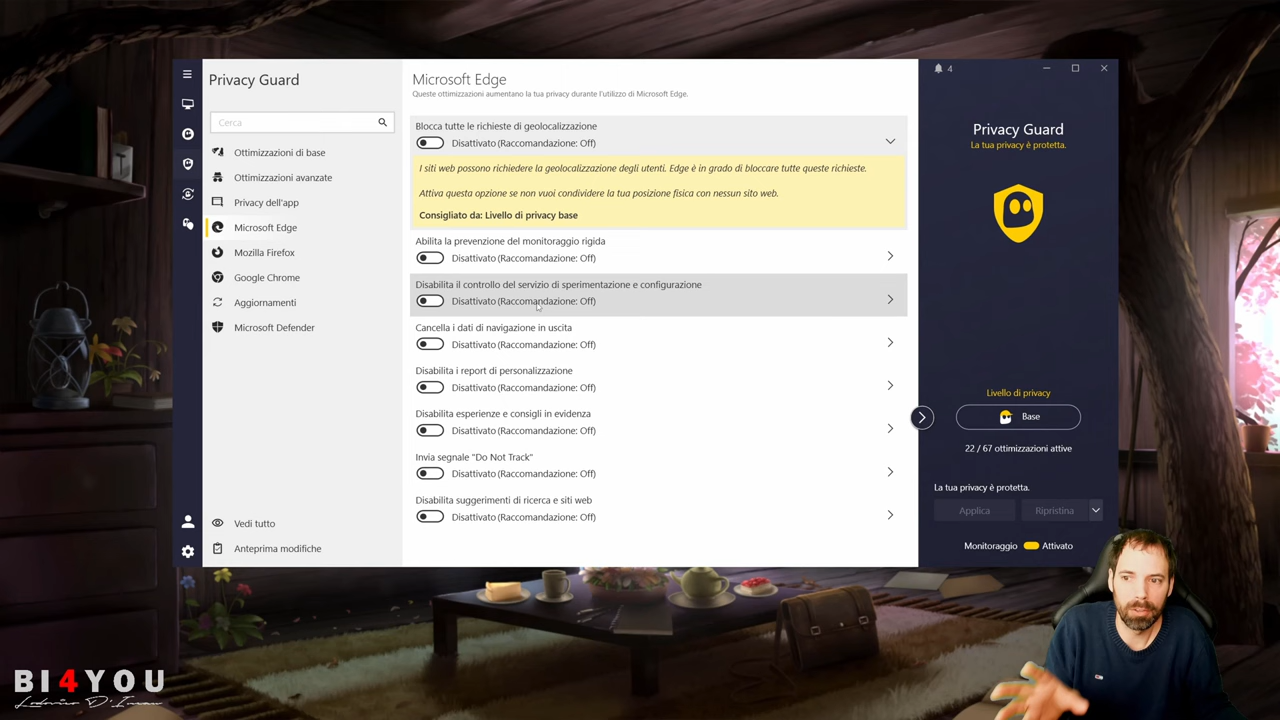 Privacy Guard
Cerca
Ottimizzazioni di base
Ottimizzazioni avanzate
Privacy dell'app
Microsoft Edge
Mozilla Firefox
Google Chrome
Aggiornamenti
Microsoft Defender
Vedi tutto
Anteprima modifiche
Microsoft Edge
Queste ottimizzazioni aumentano la tua privacy durante l'utilizzo di Microsoft Edge.
Blocca tutte le richieste di geolocalizzazione
Disattivato (Raccomandazione: Off)
I siti web possono richiedere la geolocalizzazione degli utenti. Edge è in grado di bloccare tutte queste richieste.
Attiva questa opzione se non vuoi condividere la tua posizione fisica con nessun sito web.
Consigliato da: Livello di privacy base
Abilita la prevenzione del monitoraggio rigida
Disattivato (Raccomandazione: Off)
Disabilita il controllo del servizio di sperimentazione e configurazione
Disattivato (Raccomandazione: Off)
Cancella i dati di navigazione in uscita
Disattivato (Raccomandazione: Off)
Disabilita i report di personalizzazione
Disattivato (Raccomandazione: Off)
Disabilita esperienze e consigli in evidenza
Disattivato (Raccomandazione: Off)
Invia segnale "Do Not Track"
Disattivato (Raccomandazione: Off)
Disabilita suggerimenti di ricerca e siti web
Disattivato (Raccomandazione: Off)
4
Privacy Guard
La tua privacy è protetta.
Livello di privacy
Base
22 / 67 ottimizzazioni attive
La tua privacy è protetta.
Applica Ripristina
Monitoraggio Attivato
BI4YOU